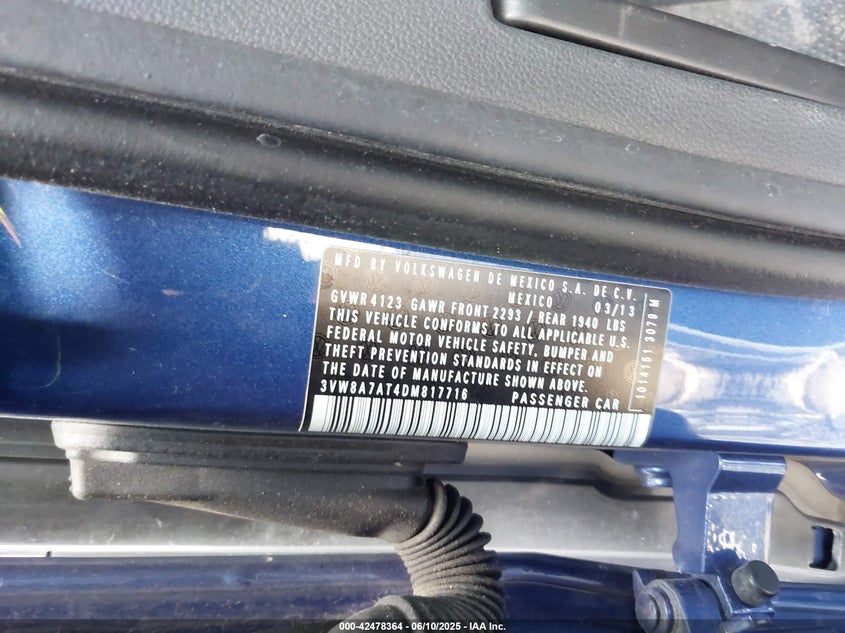 MFD BY VOLKSWAGEN DE MEXICO S.A. DE C.V.
MEXICO 03/13
GVWR 4123 GAWR FRONT 2293 / REAR 1940 LBS
THIS VEHICLE CONFORMS TO ALL APPLICABLE U.S.
FEDERAL MOTOR VEHICLE SAFETY, BUMPER AND
THEFT PREVENTION STANDARDS IN EFFECT ON
THE DATE OF MANUFACTURE SHOWN ABOVE.
3VW8A7AT4DM817716 PASSENGER CAR
1014161 3079 M
000-42478364 - 06/10/2025 - IAA Inc.